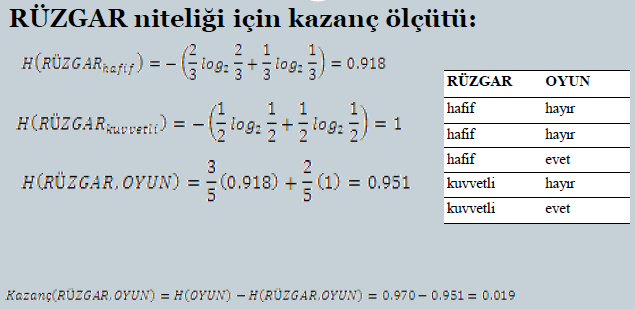 RÜZGAR niteliği için kazanç ölçütü:
H(RÜZGAR_hafif) = −(2/3 log₂ 2/3 + 1/3 log₂ 1/3) = 0.918
H(RÜZGAR_kuvvetli) = −(1/2 log₂ 1/2 + 1/2 log₂ 1/2) = 1
H(RÜZGAR, OYUN) = 3/5 (0.918) + 2/5 (1) = 0.951
RÜZGAR OYUN
hafif hayır
hafif hayır
hafif evet
kuvvetli hayır
kuvvetli evet
Kazanç(RÜZGAR,OYUN) = H(OYUN) − H(RÜZGAR,OYUN) = 0.970 − 0.951 = 0.019